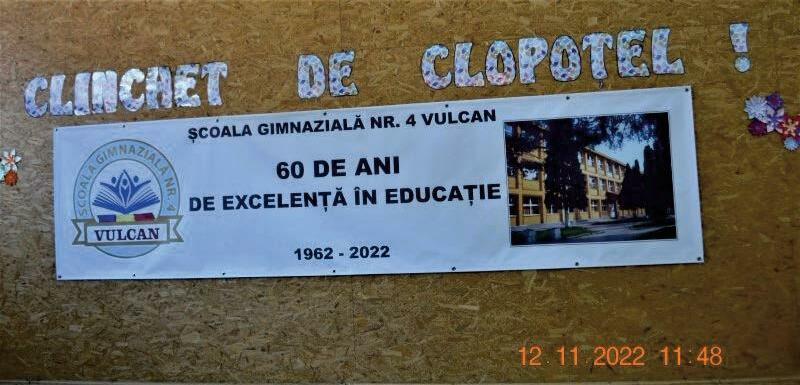 CLINCHET DE CLOPOTEL !
ȘCOALA GIMNAZIALĂ NR. 4 VULCAN
60 DE ANI
DE EXCELENȚĂ ÎN EDUCAȚIE
1962 - 2022
ȘCOALA GIMNAZIALĂ NR. 4
VULCAN
12 11 2022 11:48